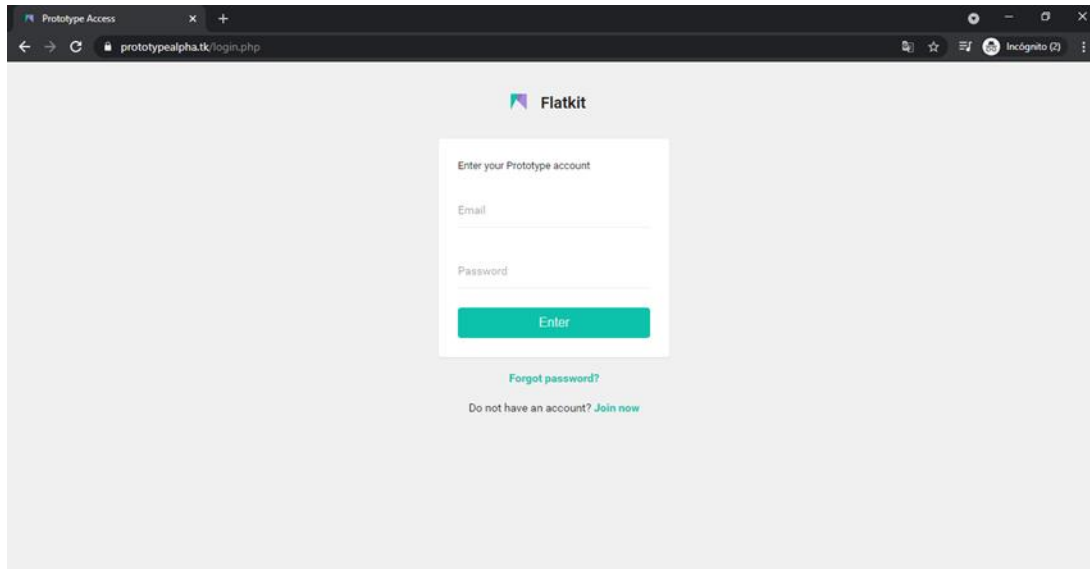 Prototype Access
prototypealpha.tk/login.php
Incógnito (2)
Flatkit
Enter your Prototype account
Email
Password
Enter
Forgot password?
Do not have an account? Join now